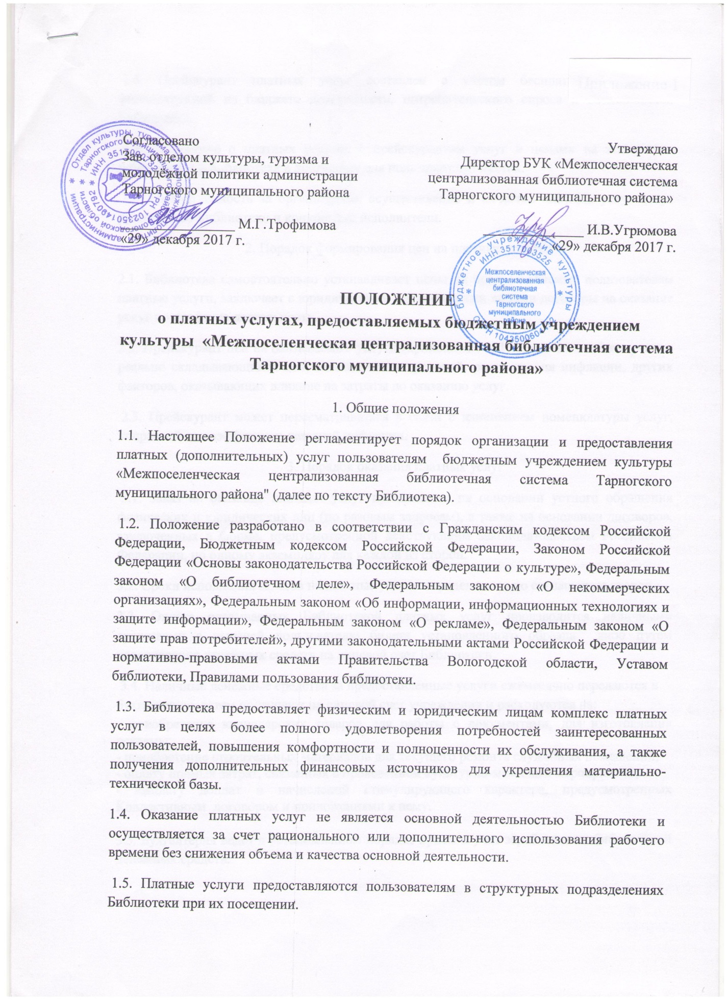 Согласовано
Зав. отделом культуры, туризма и
молодёжной политики администрации
Тарногского муниципального района
М.Г.Трофимова
«29» декабря 2017 г.
Утверждаю
Директор БУК «Межпоселенческая
централизованная библиотечная система
Тарногского муниципального района»
И.В.Угрюмова
«29» декабря 2017 г.
бюджетное учреждение культуры
ИНН 3517003525
Межпоселенческая
централизованная
библиотечная
система
Тарногского
муниципального
района
ПОЛОЖЕНИЕ
о платных услугах, предоставляемых бюджетным учреждением
культуры «Межпоселенческая централизованная библиотечная система
Тарногского муниципального района»
1. Общие положения
1.1. Настоящее Положение регламентирует порядок организации и предоставления
платных (дополнительных) услуг пользователям бюджетным учреждением культуры
«Межпоселенческая централизованная библиотечная система Тарногского
муниципального района" (далее по тексту Библиотека).
1.2. Положение разработано в соответствии с Гражданским кодексом Российской
Федерации, Бюджетным кодексом Российской Федерации, Законом Российской
Федерации «Основы законодательства Российской Федерации о культуре», Федеральным
законом «О библиотечном деле», Федеральным законом «О некоммерческих
организациях», Федеральным законом «Об информации, информационных технологиях и
защите информации», Федеральным законом «О рекламе», Федеральным законом «О
защите прав потребителей», другими законодательными актами Российской Федерации и
нормативно-правовыми актами Правительства Вологодской области, Уставом
библиотеки, Правилами пользования библиотеки.
1.3. Библиотека предоставляет физическим и юридическим лицам комплекс платных
услуг в целях более полного удовлетворения потребностей заинтересованных
пользователей, повышения комфортности и полноценности их обслуживания, а также
получения дополнительных финансовых источников для укрепления материально-
технической базы.
1.4. Оказание платных услуг не является основной деятельностью Библиотеки и
осуществляется за счет рационального или дополнительного использования рабочего
времени без снижения объема и качества основной деятельности.
1.5. Платные услуги предоставляются пользователям в структурных подразделениях
Библиотеки при их посещении.